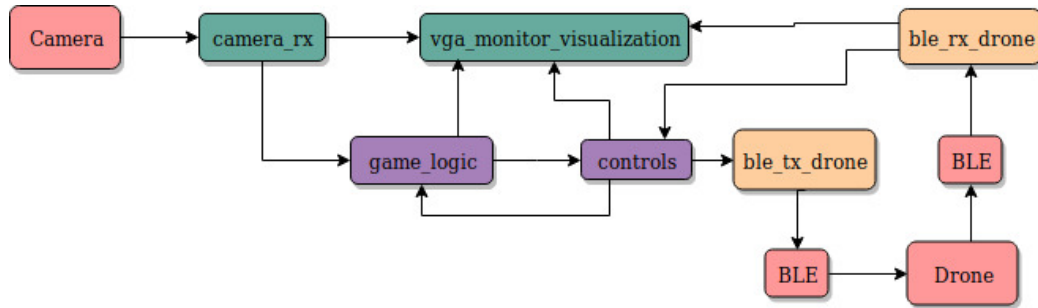 Camera
camera_rx
vga_monitor_visualization
ble_rx_drone
game_logic
controls
ble_tx_drone
BLE
BLE
Drone